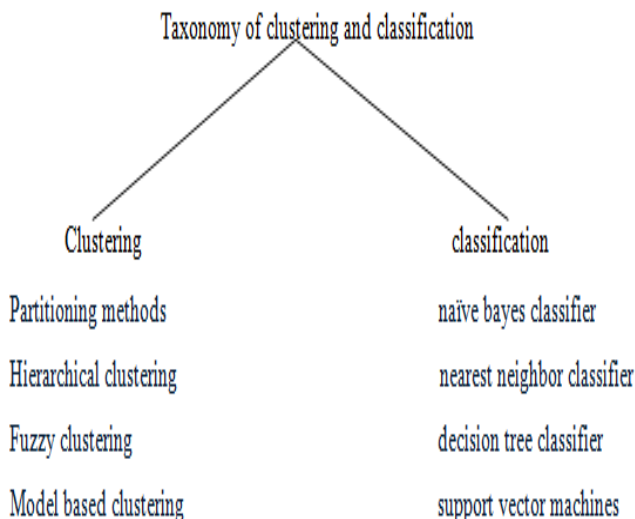 Taxonomy of clustering and classification
Clustering
classification
Partitioning methods
naïve bayes classifier
Hierarchical clustering
nearest neighbor classifier
Fuzzy clustering
decision tree classifier
Model based clustering
support vector machines